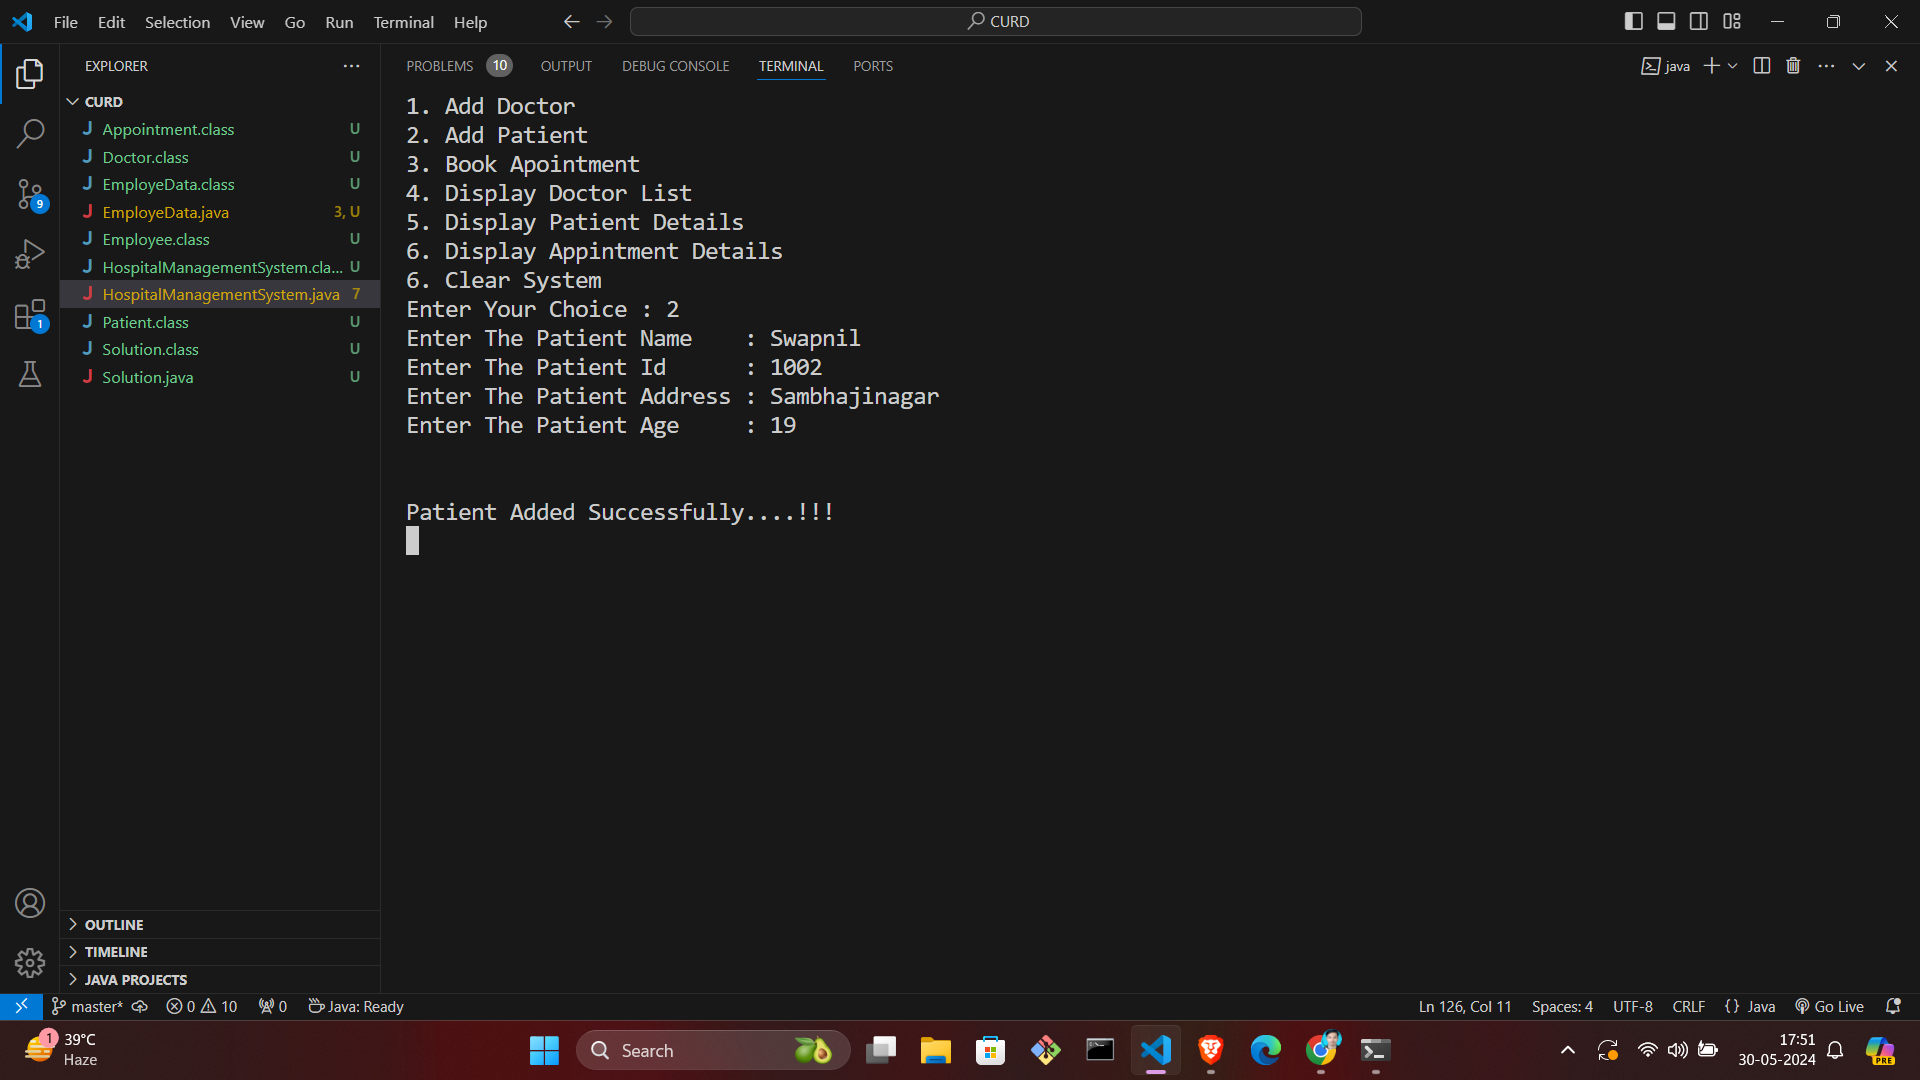 File Edit Selection View Go Run Terminal Help
CURD
EXPLORER
CURD
J Appointment.class U
J Doctor.class U
J EmployeData.class U
J EmployeData.java 3, U
J Employee.class U
J HospitalManagementSystem.cla... U
J HospitalManagementSystem.java 7
J Patient.class U
J Solution.class U
J Solution.java U
OUTLINE
TIMELINE
JAVA PROJECTS
9
1
PROBLEMS 10 OUTPUT DEBUG CONSOLE TERMINAL PORTS
java
1. Add Doctor
2. Add Patient
3. Book Apointment
4. Display Doctor List
5. Display Patient Details
6. Display Appintment Details
6. Clear System
Enter Your Choice : 2
Enter The Patient Name : Swapnil
Enter The Patient Id : 1002
Enter The Patient Address : Sambhajinagar
Enter The Patient Age : 19
Patient Added Successfully....!!!
master* 0 10 0 Java: Ready
Ln 126, Col 11 Spaces: 4 UTF-8 CRLF {} Java Go Live
1 39°C
Haze
Search
17:51
30-05-2024
PRE